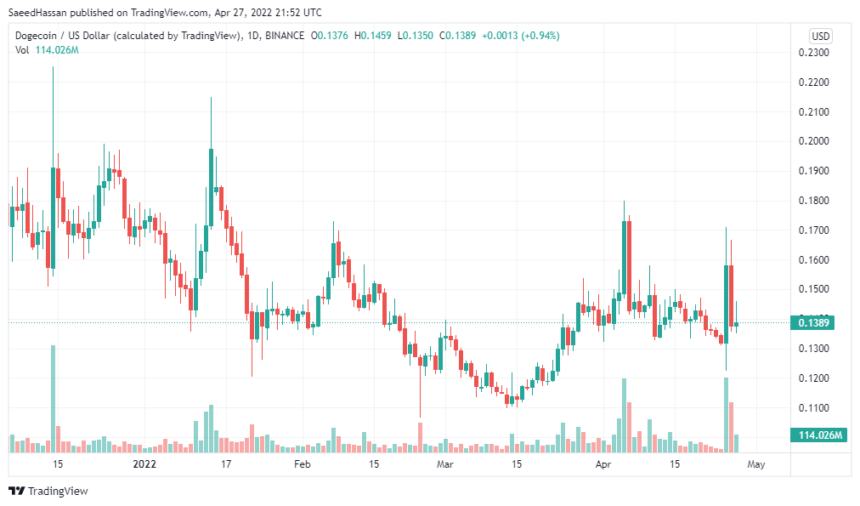 SaeedHassan published on TradingView.com, Apr 27, 2022 21:52 UTC
Dogecoin / US Dollar (calculated by TradingView), 1D, BINANCE O0.1376 H0.1459 L0.1350 C0.1389 +0.0013 (+0.94%)
Vol 114.026M
USD
0.2300
0.2200
0.2100
0.2000
0.1900
0.1800
0.1700
0.1600
0.1500
0.1389
0.1300
0.1200
0.1100
114.026M
15 2022 17 Feb 15 Mar 15 Apr 15 May
TradingView